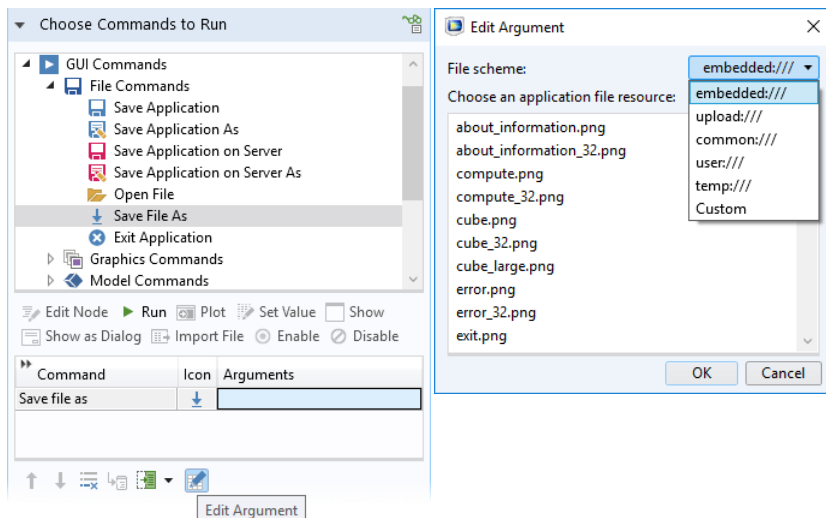 Choose Commands to Run
GUI Commands
File Commands
Save Application
Save Application As
Save Application on Server
Save Application on Server As
Open File
Save File As
Exit Application
Graphics Commands
Model Commands
Edit Node Run Plot Set Value Show
Show as Dialog Import File Enable Disable
Command Icon Arguments
Save file as
Edit Argument
Edit Argument
File scheme: embedded:///
Choose an application file resource:
embedded:///
upload:///
common:///
user:///
temp:///
Custom
about_information.png
about_information_32.png
compute.png
compute_32.png
cube.png
cube_32.png
cube_large.png
error.png
error_32.png
exit.png
OK Cancel